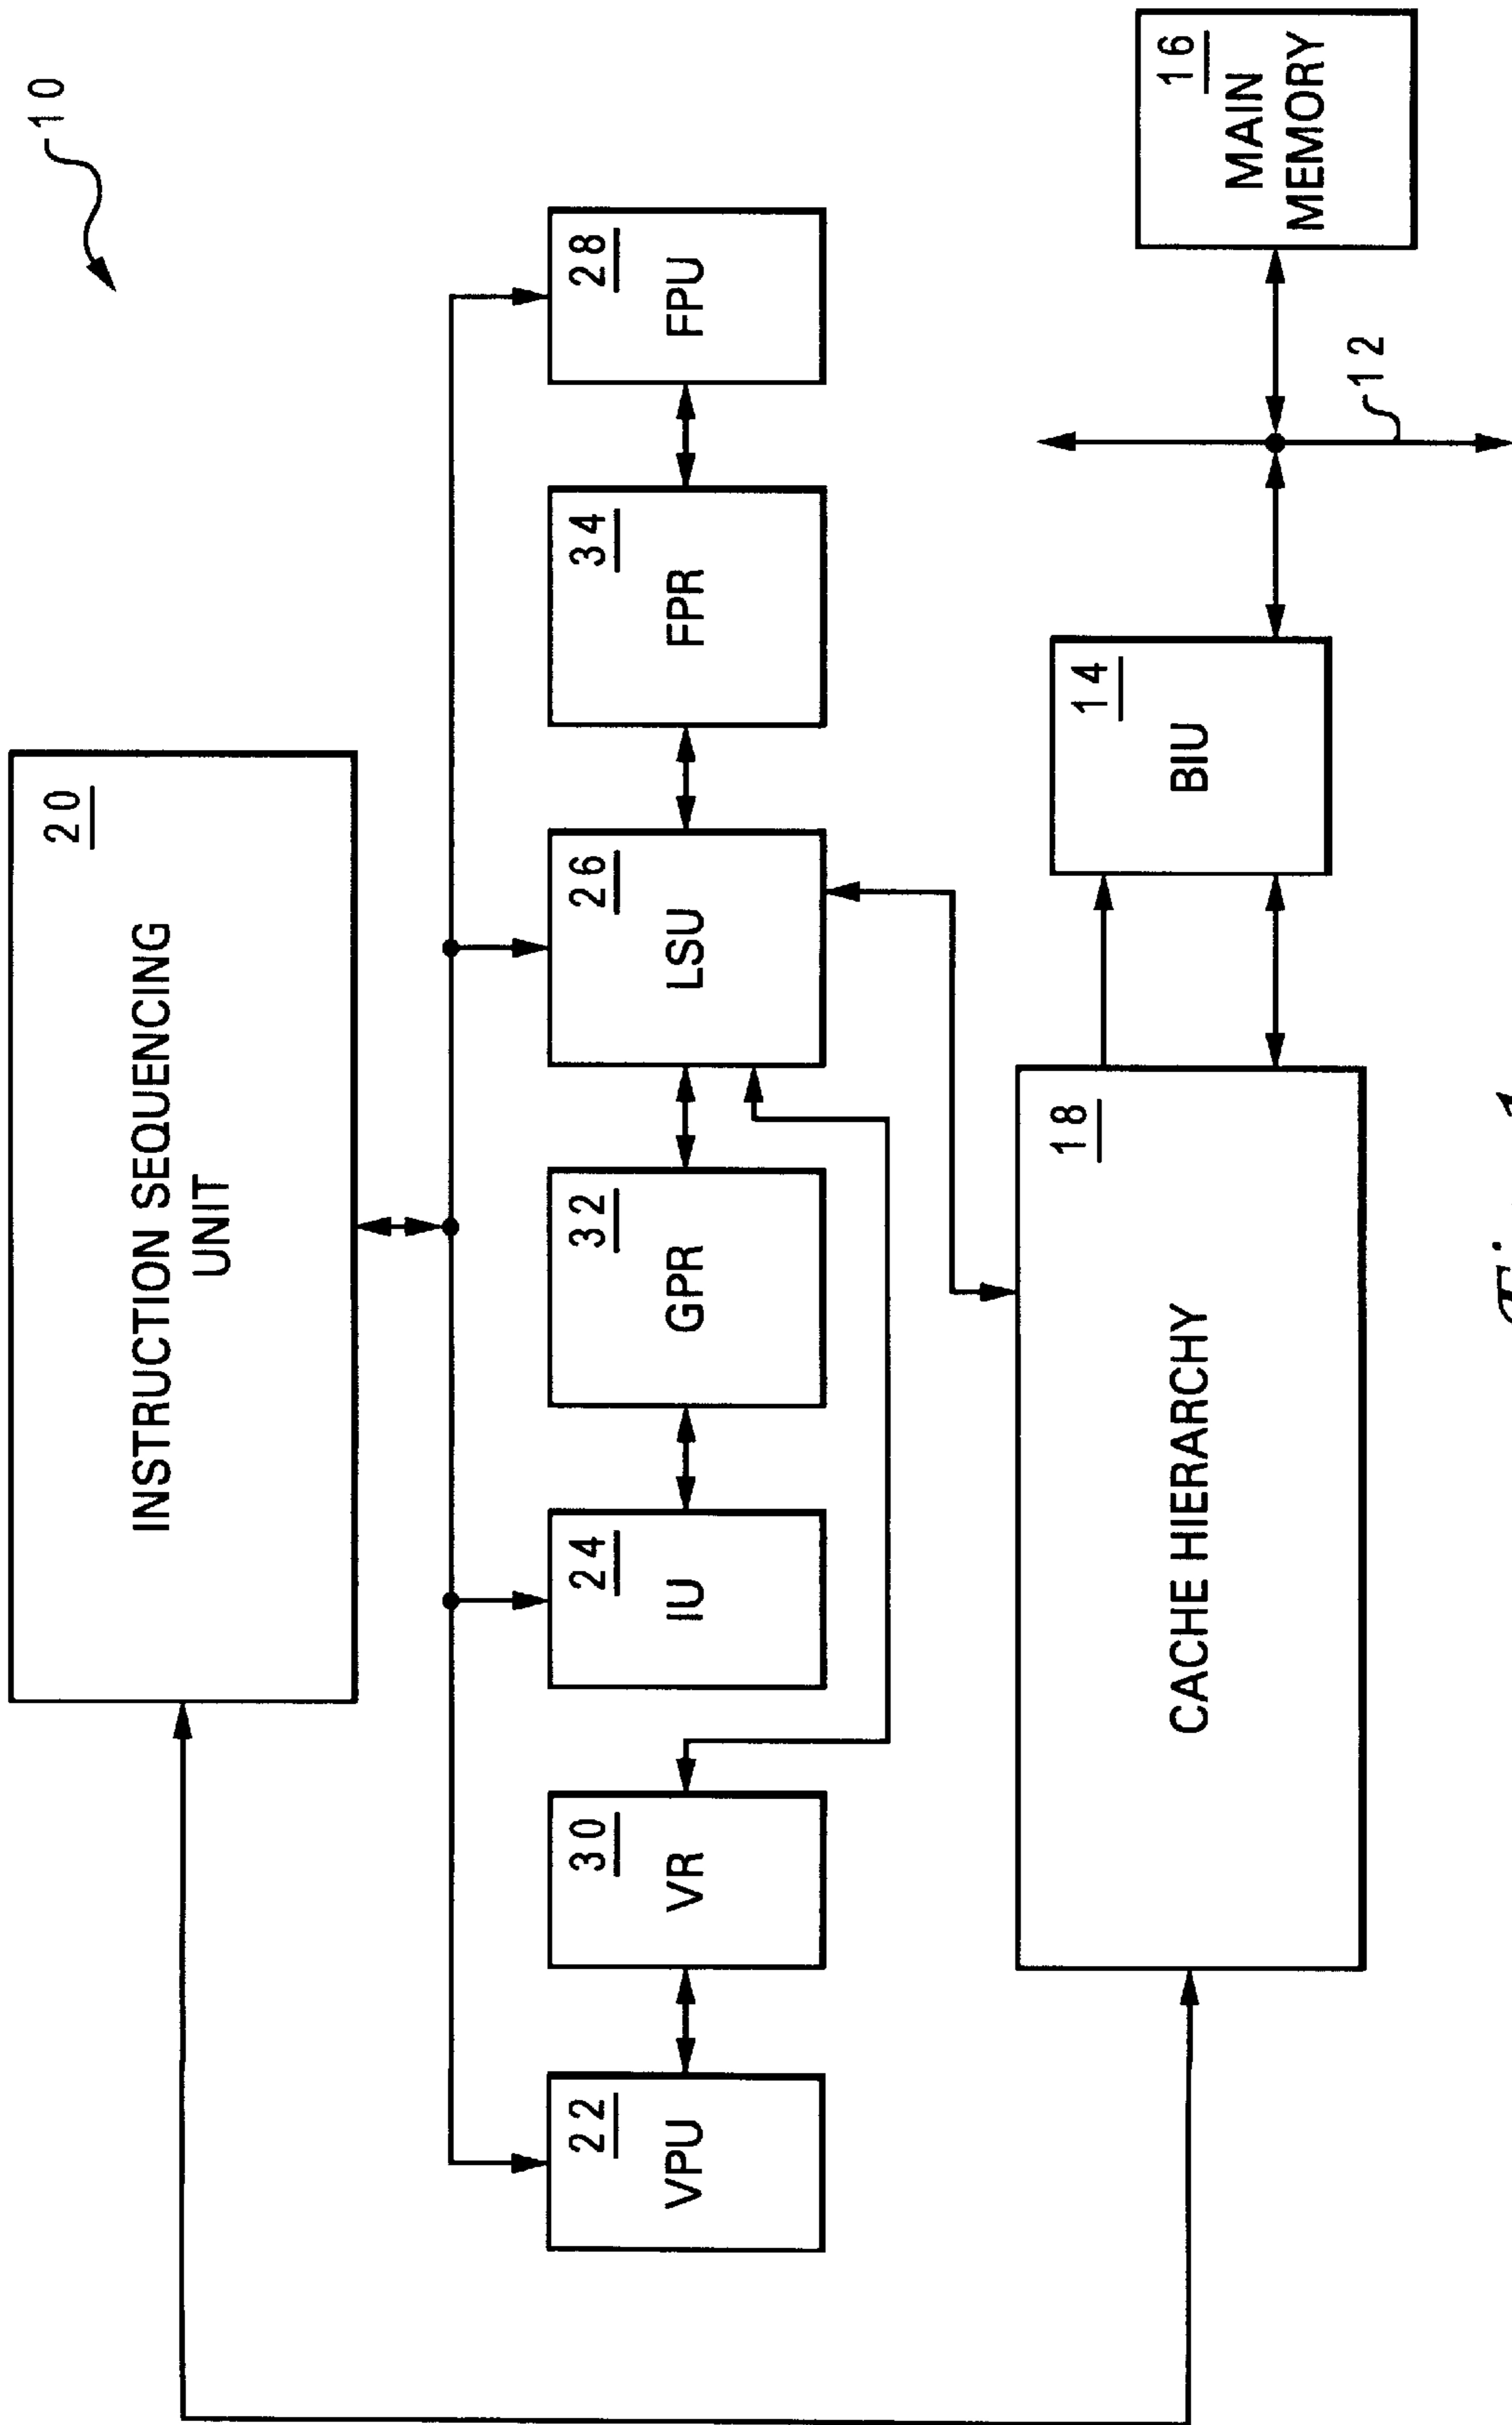 10
20
INSTRUCTION SEQUENCING
UNIT
22
VPU
30
VR
24
IU
32
GPR
26
LSU
34
FPR
28
FPU
18
CACHE HIERARCHY
14
BIU
12
16
MAIN
MEMORY